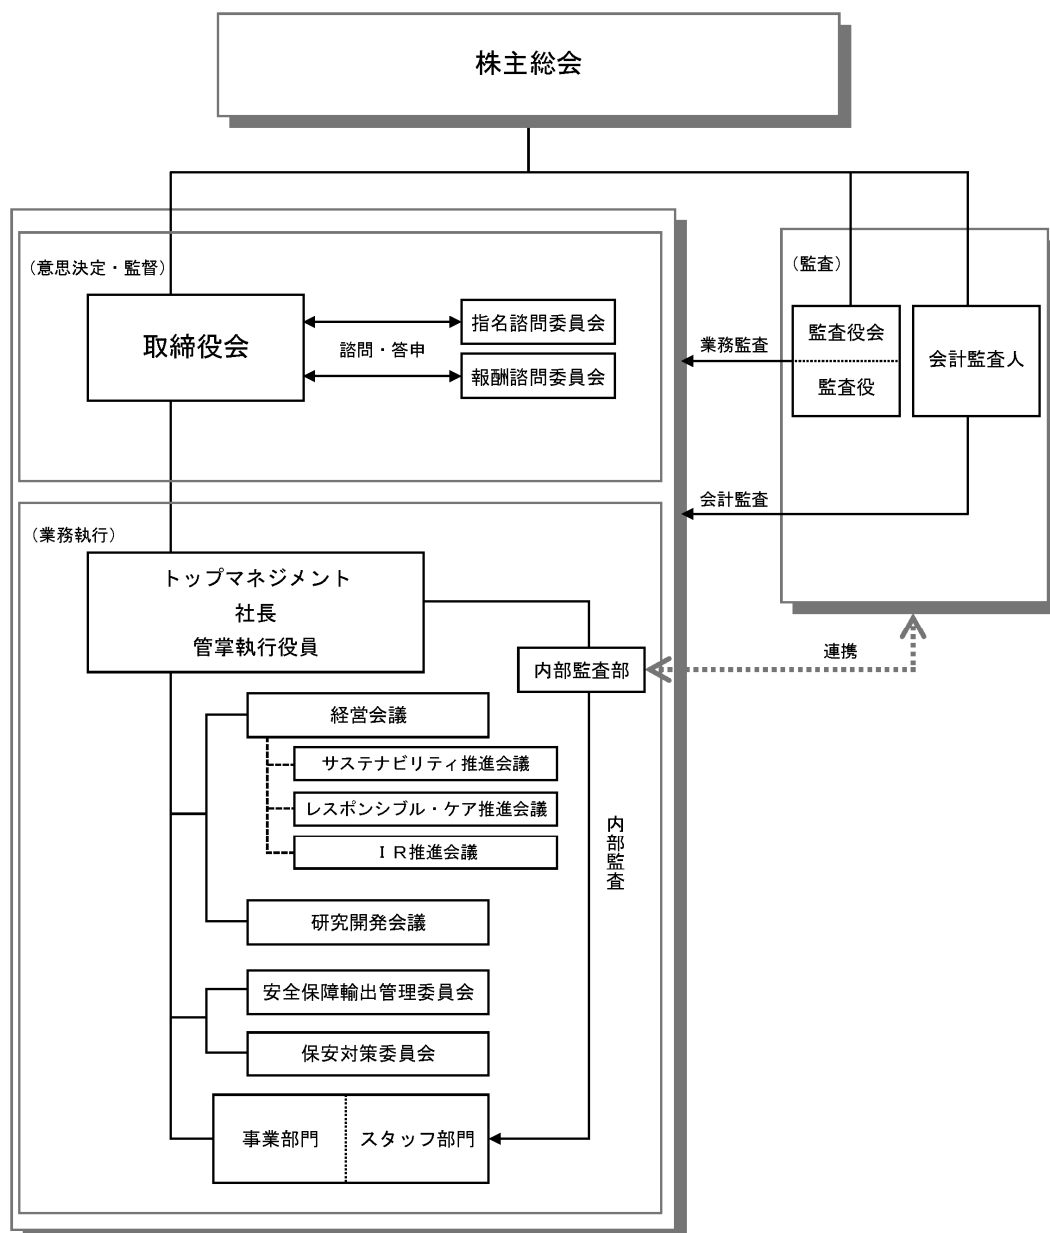 株主総会
（意思決定・監督）
取締役会
諮問・答申
指名諮問委員会
報酬諮問委員会
（監査）
監査役会
監査役
会計監査人
業務監査
会計監査
（業務執行）
トップマネジメント
社長
管掌執行役員
内部監査部
連携
経営会議
サステナビリティ推進会議
レスポンシブル・ケア推進会議
ＩＲ推進会議
内部監査
研究開発会議
安全保障輸出管理委員会
保安対策委員会
事業部門
スタッフ部門